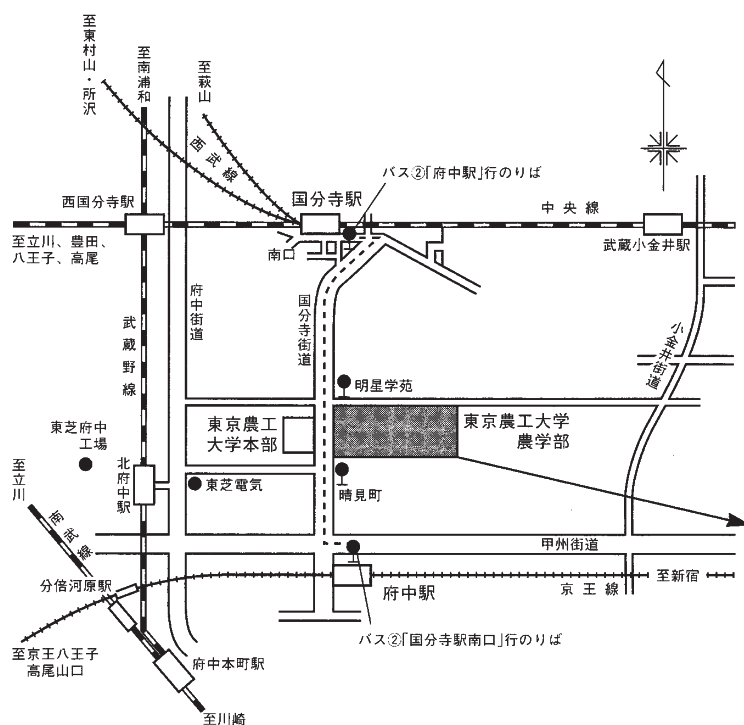 至東村山・所沢
至南浦和
至萩山
西武線
バス②「府中駅」行のりば
国分寺駅
西国分寺駅
中央線
武蔵小金井駅
至立川、豊田、
八王子、高尾
南口
府中街道
国分寺街道
武蔵野線
小金井街道
明星学苑
東京農工
大学本部
東京農工大学
農学部
東芝府中
工場
北府中駅
東芝電気
晴見町
至立川
南武線
甲州街道
分倍河原駅
府中駅
京王線
至新宿
バス②「国分寺駅南口」行のりば
至京王八王子
高尾山口
府中本町駅
至川崎